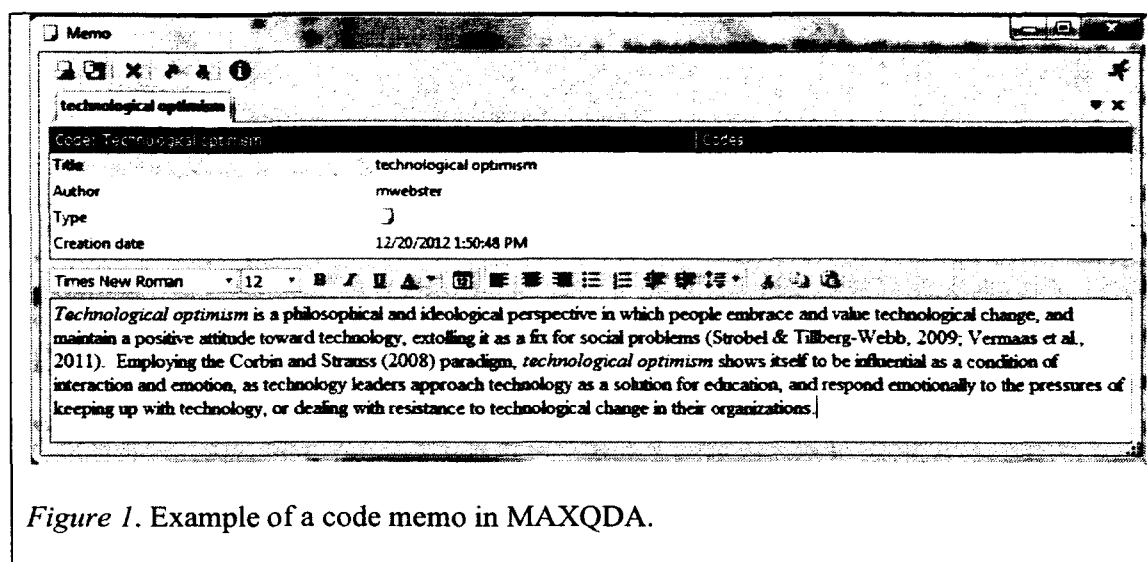 Memo
technological optimism
Code: Technological optimism Codes
Title technological optimism
Author mwebster
Type
Creation date 12/20/2012 1:50:48 PM
Times New Roman 12 B I U A
Technological optimism is a philosophical and ideological perspective in which people embrace and value technological change, and
maintain a positive attitude toward technology, extolling it as a fix for social problems (Strobel & Tillberg-Webb, 2009; Vermaas et al.,
2011). Employing the Corbin and Strauss (2008) paradigm, technological optimism shows itself to be influential as a condition of
interaction and emotion, as technology leaders approach technology as a solution for education, and respond emotionally to the pressures of
keeping up with technology, or dealing with resistance to technological change in their organizations.
Figure 1. Example of a code memo in MAXQDA.